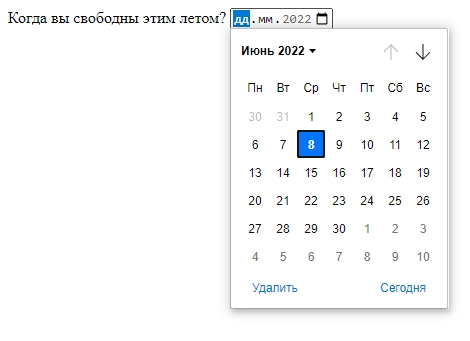 Когда вы свободны этим летом? дд.мм.2022
Июнь 2022
Пн Вт Ср Чт Пт Сб Вс
30 31 1 2 3 4 5
6 7 8 9 10 11 12
13 14 15 16 17 18 19
20 21 22 23 24 25 26
27 28 29 30 1 2 3
4 5 6 7 8 9 10
Удалить Сегодня